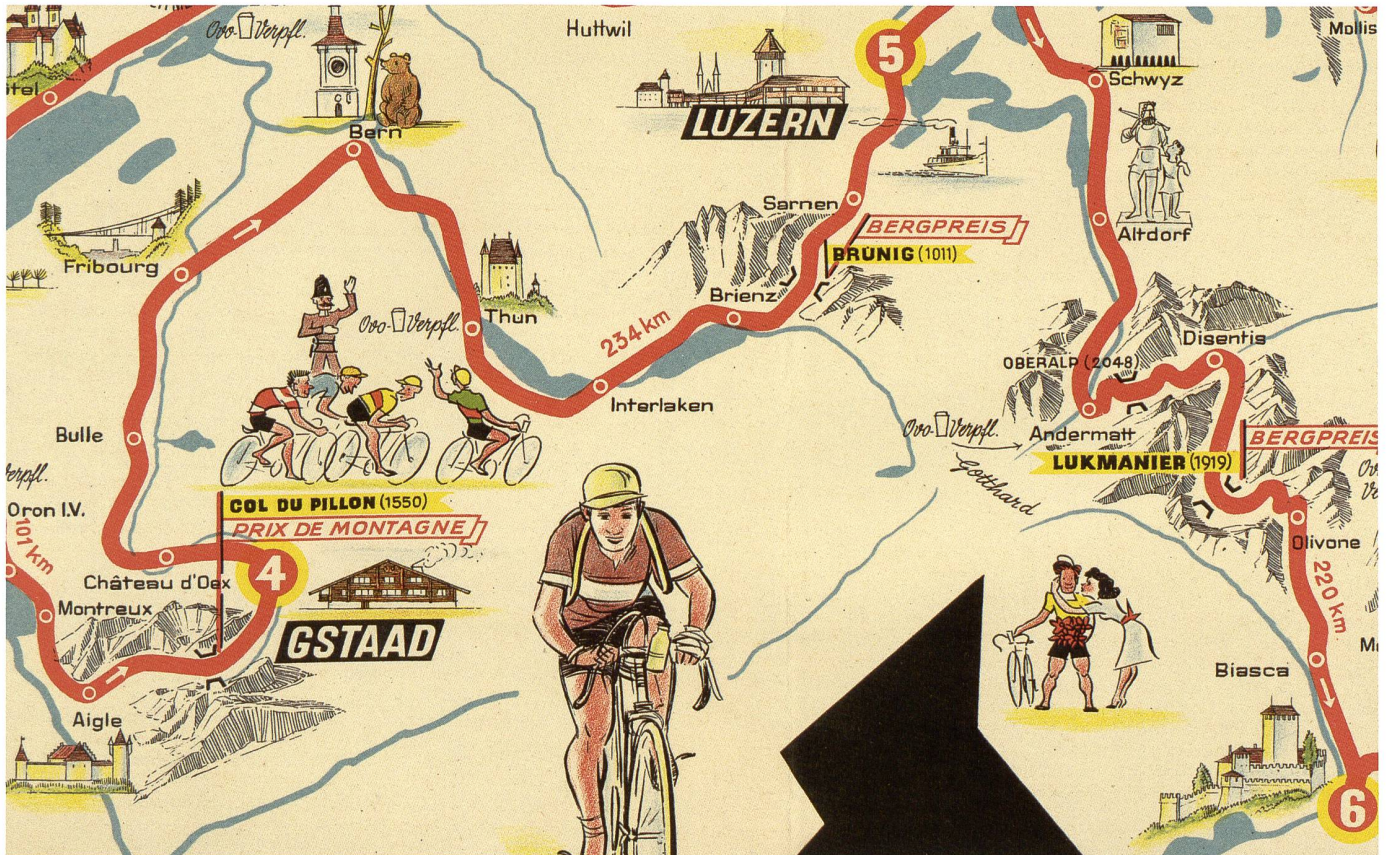 Ovo-Verpfl.
Huttwil
5
Schwyz
LUZERN
Bern
Sarnen
BERGPREIS
BRÜNIG (1011)
Altdorf
Fribourg
Brienz
Ovo-Verpfl.
Thun
234 km
Disentis
OBERALP (2048)
Interlaken
Bulle
Ovo-Verpfl.
Andermatt
BERGPREIS
LUKMANIER (1919)
Gotthard
COL DU PILLON (1550)
PRIX DE MONTAGNE
Oron I.V.
101 km
Olivone
4
Château d'Oex
Montreux
220 km
GSTAAD
Biasca
Aigle
6